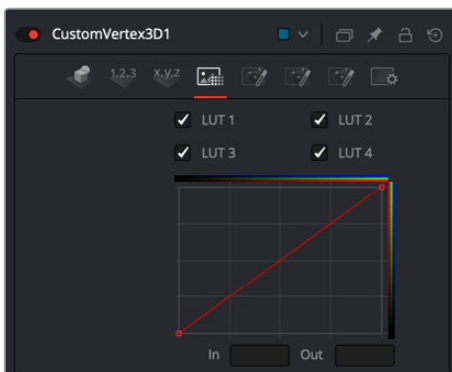 CustomVertex3D1
1,2,3 x,y,z
LUT 1 LUT 2
LUT 3 LUT 4
In Out